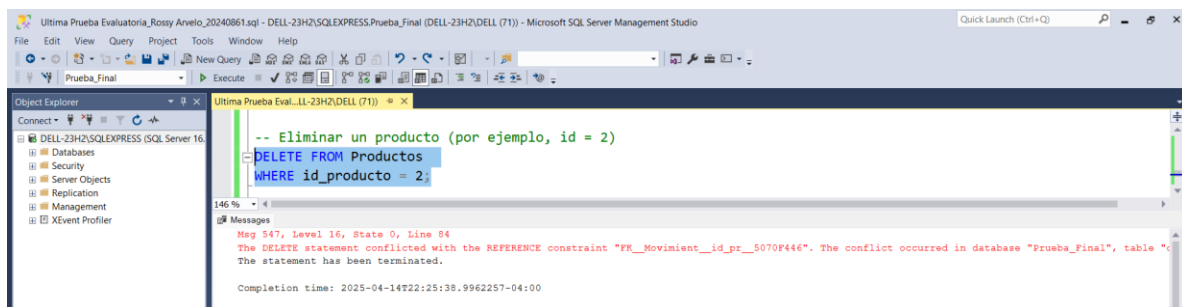 Ultima Prueba Evaluatoria_Rossy Arvelo_20240861.sql - DELL-23H2\SQLEXPRESS.Prueba_Final (DELL-23H2\DELL (71)) - Microsoft SQL Server Management Studio
Quick Launch (Ctrl+Q)
File Edit View Query Project Tools Window Help
New Query
Prueba_Final
Execute
Object Explorer
Ultima Prueba Eval...LL-23H2\DELL (71))
Connect
DELL-23H2\SQLEXPRESS (SQL Server 16.
Databases
Security
Server Objects
Replication
Management
XEvent Profiler
-- Eliminar un producto (por ejemplo, id = 2)
DELETE FROM Productos
WHERE id_producto = 2;
146 %
Messages
Msg 547, Level 16, State 0, Line 84
The DELETE statement conflicted with the REFERENCE constraint "FK__Movimient__id_pr__5070F446". The conflict occurred in database "Prueba_Final", table "d
The statement has been terminated.
Completion time: 2025-04-14T22:25:38.9962257-04:00